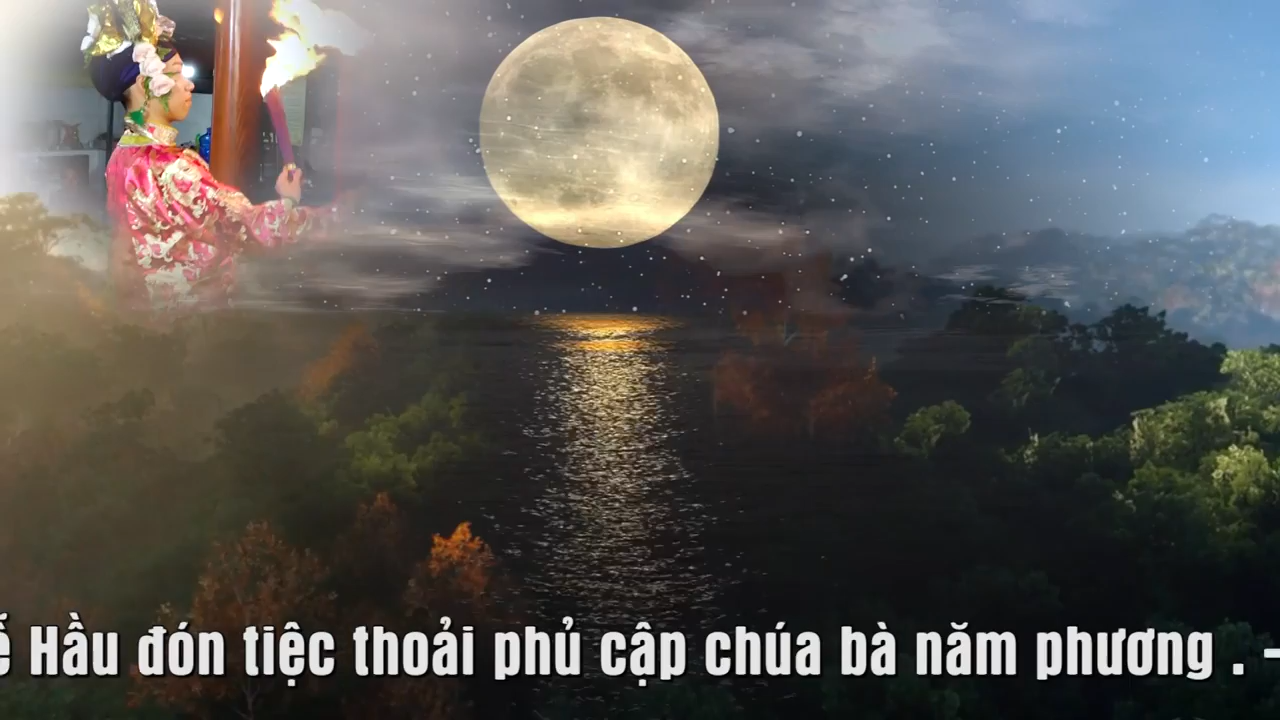 Hầu đón tiệc thoải phủ cập chúa bà năm phương . -